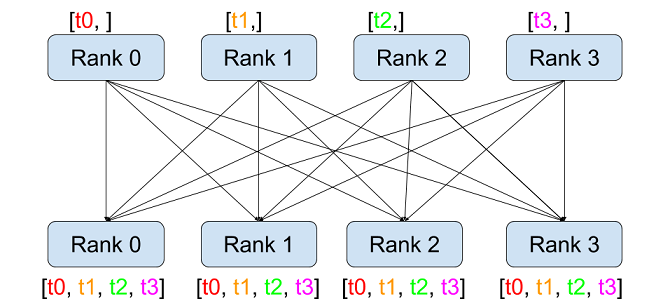 [t0, ] [t1,] [t2,] [t3, ]
Rank 0 Rank 1 Rank 2 Rank 3
Rank 0 Rank 1 Rank 2 Rank 3
[t0, t1, t2, t3] [t0, t1, t2, t3] [t0, t1, t2, t3] [t0, t1, t2, t3]